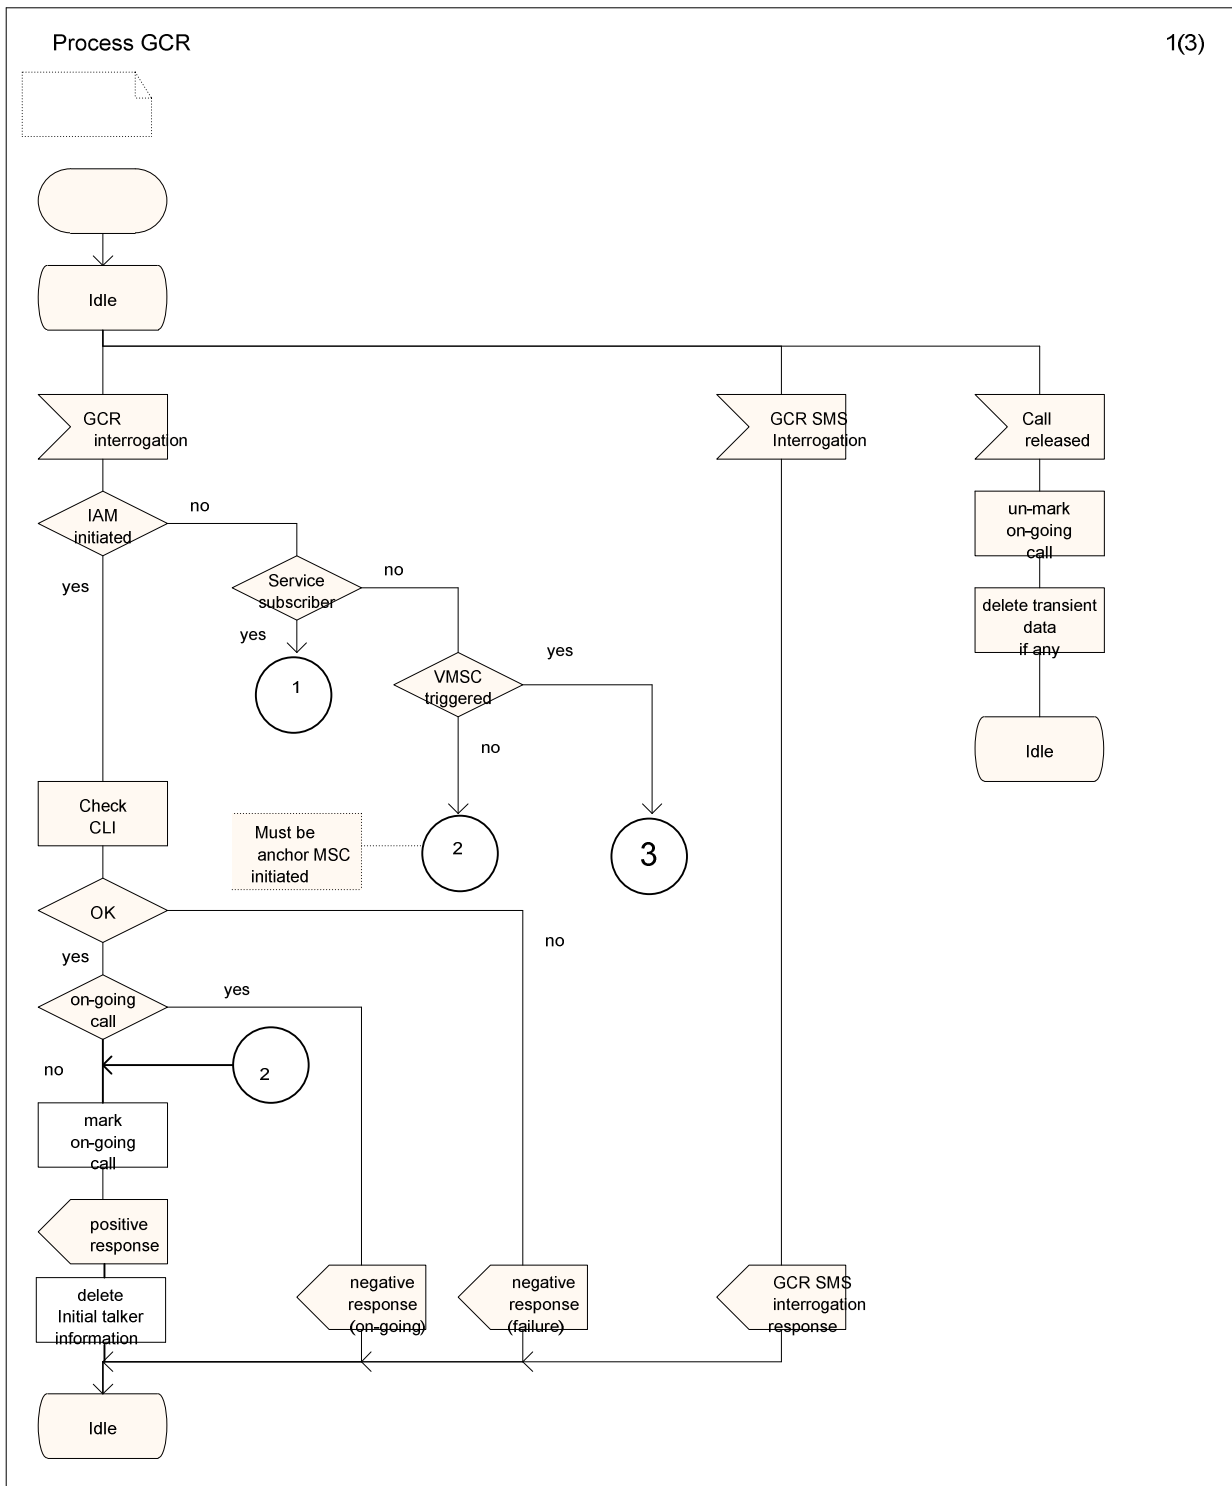 Process GCR
1(3)
Idle
GCR
interrogation
GCR SMS
Interrogation
Call
released
IAM
initiated
no
yes
Service
subscriber
no
yes
1
VMSC
triggered
yes
no
un-mark
on-going
call
delete transient
data
if any
Idle
Check
CLI
Must be
anchor MSC
initiated
2
3
OK
no
yes
on-going
call
yes
no
2
mark
on-going
call
positive
response
delete
Initial talker
information
negative
response
(on-going)
negative
response
(failure)
GCR SMS
interrogation
response
Idle